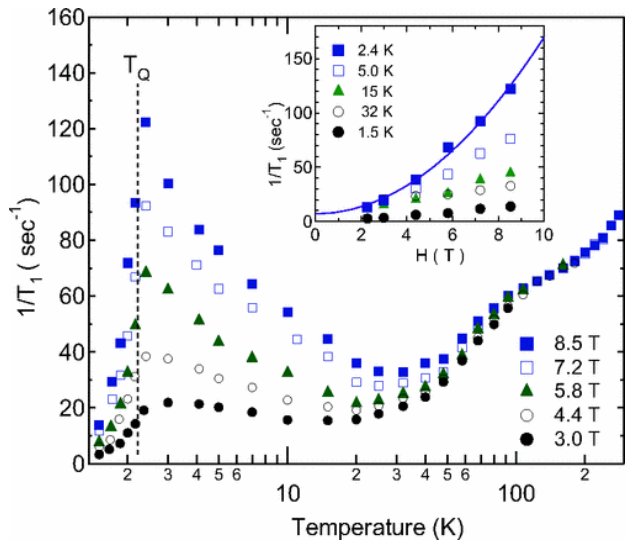 160
140
120
100
80
60
40
20
0
1/T1 ( sec-1)
TQ
150
100
50
0
1/T1 (sec-1)
2.4 K
5.0 K
15 K
32 K
1.5 K
0 2 4 6 8 10
H ( T )
8.5 T
7.2 T
5.8 T
4.4 T
3.0 T
2 3 4 5 6 10 2 3 4 5 6 100 2
Temperature (K)